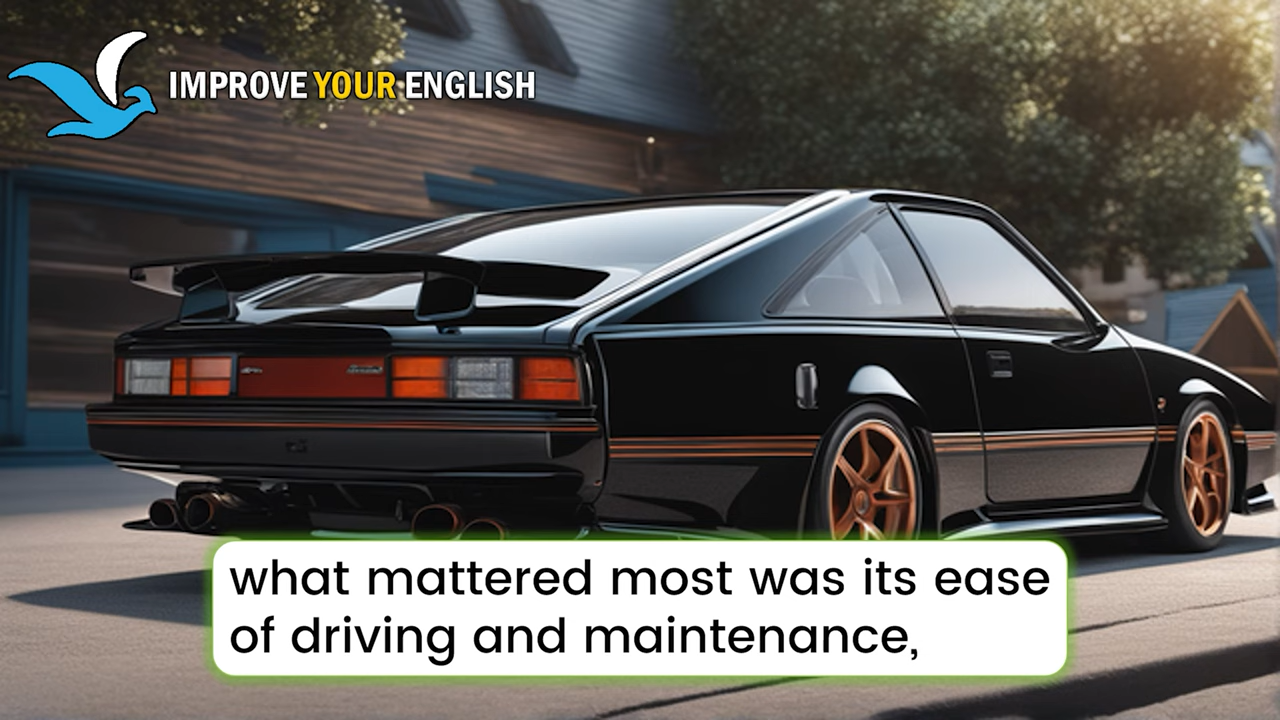 IMPROVE YOUR ENGLISH
what mattered most was its ease
of driving and maintenance,